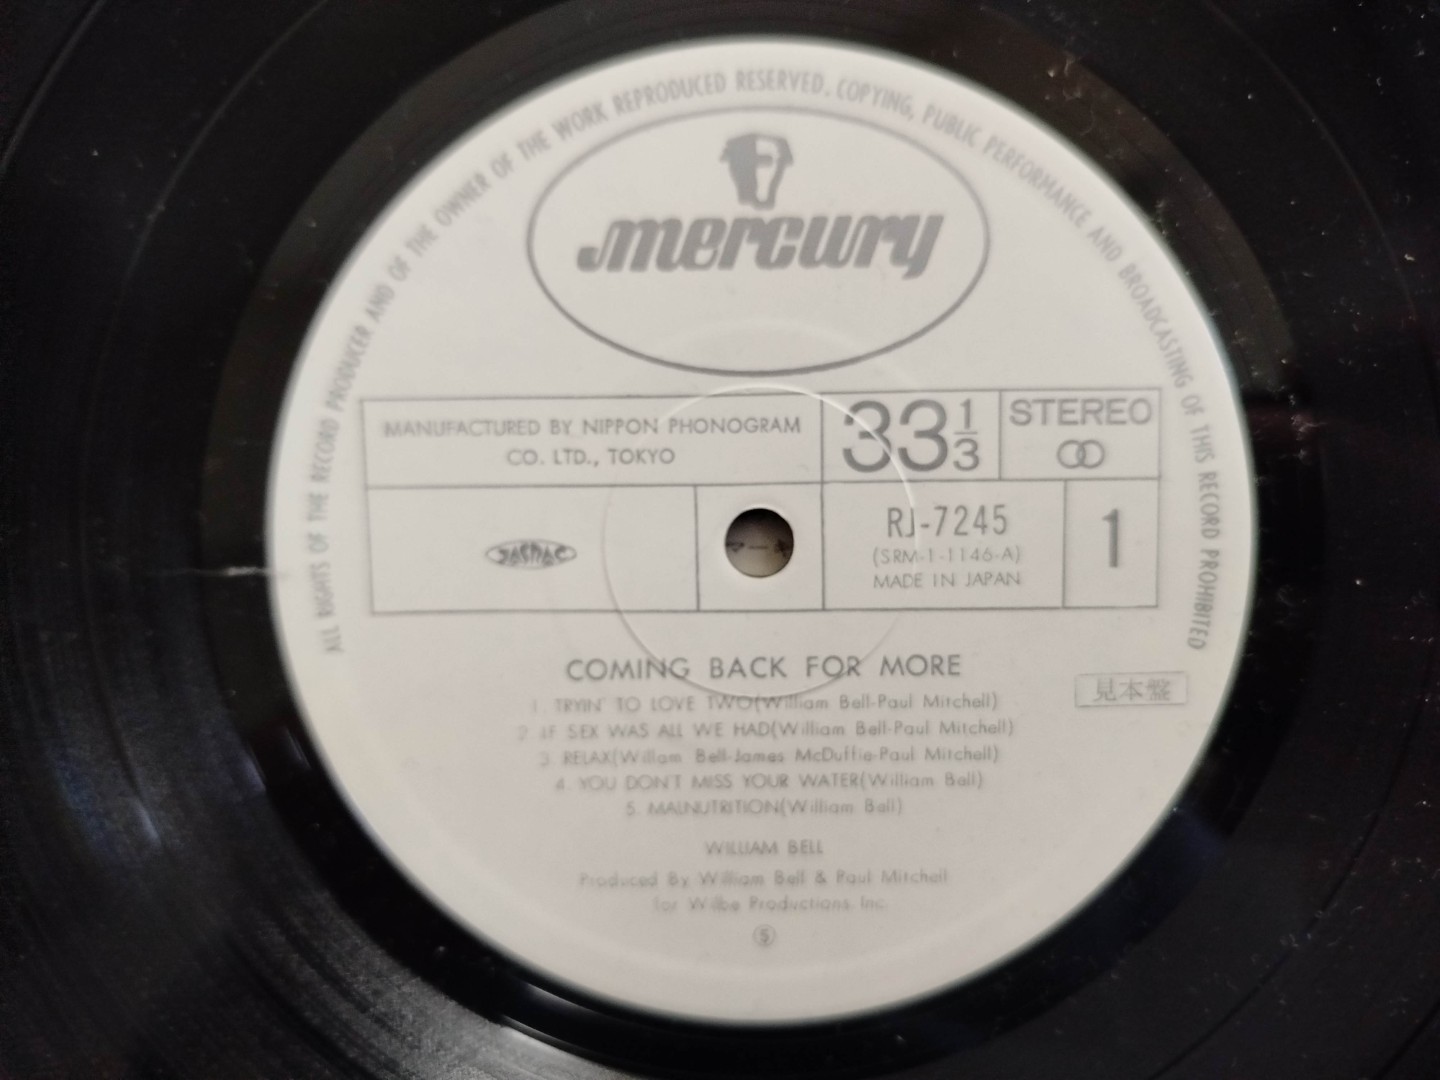 ALL RIGHTS OF THE RECORD PRODUCER AND OF THE OWNER OF THE WORK REPRODUCED RESERVED. COPYING, PUBLIC PERFORMANCE AND BROADCASTING OF THIS RECORD PROHIBITED
mercury
MANUFACTURED BY NIPPON PHONOGRAM
CO. LTD., TOKYO
33 1/3
STEREO
JASRAC
RJ-7245
(SRM-1-1146-A)
MADE IN JAPAN
1
COMING BACK FOR MORE
見本盤
1. TRYIN' TO LOVE TWO(William Bell-Paul Mitchell)
2. IF SEX WAS ALL WE HAD(William Bell-Paul Mitchell)
3. RELAX(William Bell-James McDuffie-Paul Mitchell)
4. YOU DON'T MISS YOUR WATER(William Bell)
5. MALNUTRITION(William Bell)
WILLIAM BELL
Produced By William Bell & Paul Mitchell
for Wilbe Productions Inc.
Ⓢ